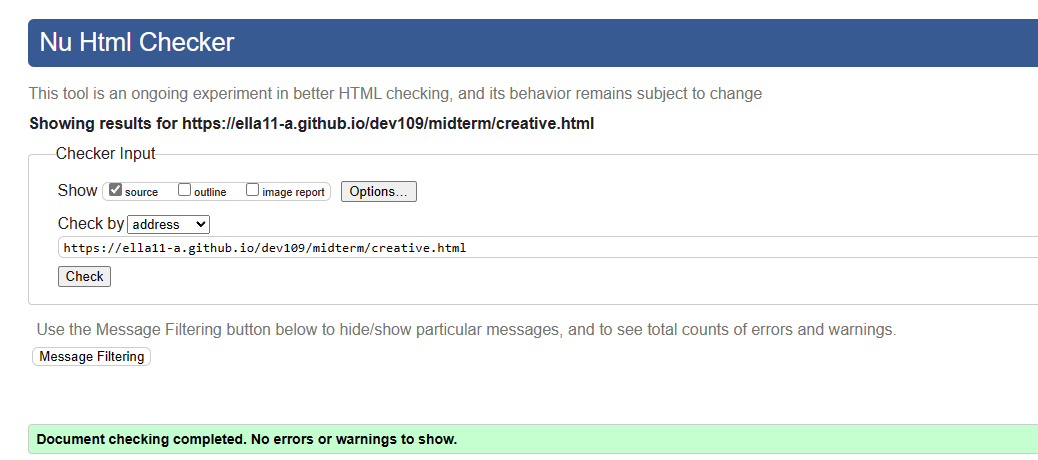 Nu Html Checker
This tool is an ongoing experiment in better HTML checking, and its behavior remains subject to change
Showing results for https://ella11-a.github.io/dev109/midterm/creative.html
Checker Input
Show source outline image report Options...
Check by address
https://ella11-a.github.io/dev109/midterm/creative.html
Check
Use the Message Filtering button below to hide/show particular messages, and to see total counts of errors and warnings.
Message Filtering
Document checking completed. No errors or warnings to show.